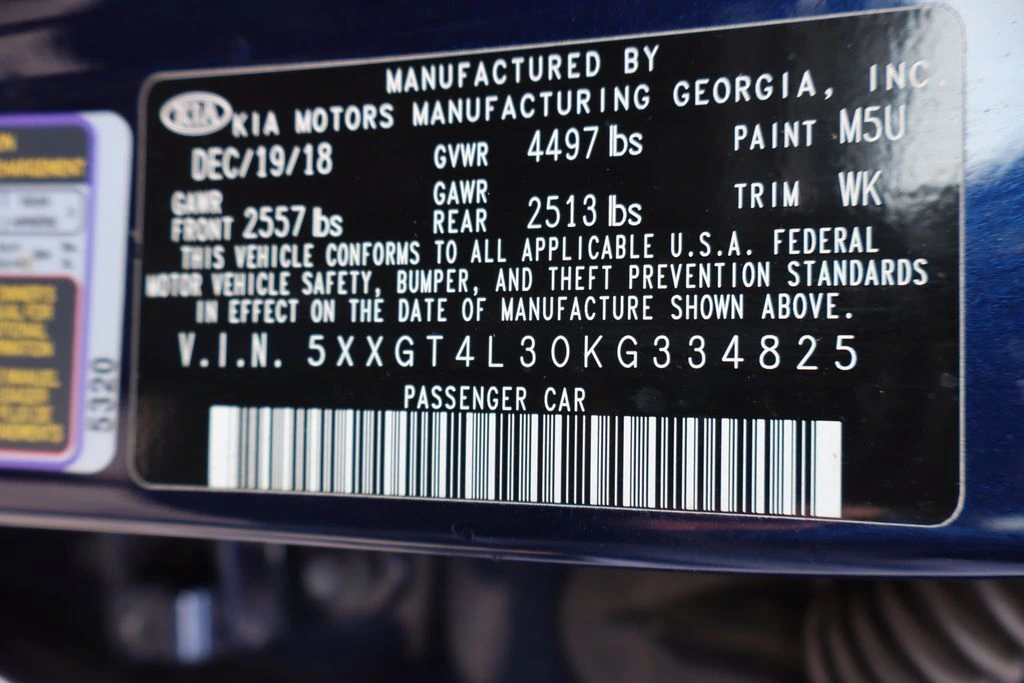 MANUFACTURED BY
KIA KIA MOTORS MANUFACTURING GEORGIA, INC.
DEC/19/18 GVWR 4497 lbs PAINT M5U
GAWR FRONT 2557 lbs GAWR REAR 2513 lbs TRIM WK
THIS VEHICLE CONFORMS TO ALL APPLICABLE U.S.A. FEDERAL
MOTOR VEHICLE SAFETY, BUMPER, AND THEFT PREVENTION STANDARDS
IN EFFECT ON THE DATE OF MANUFACTURE SHOWN ABOVE.
V.I.N. 5XXGT4L30KG334825
PASSENGER CAR
5320